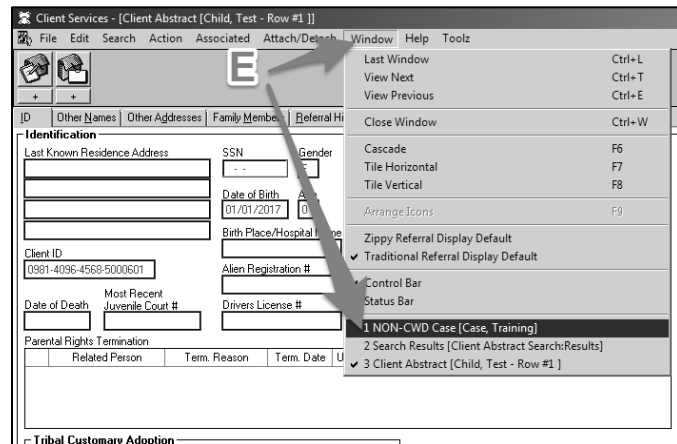 Client Services - [Client Abstract [Child, Test - Row #1 ]]
File Edit Search Action Associated Attach/Detach Window Help Toolz
E
+ +
ID Other Names Other Addresses Family Members Referral Hi
Identification
Last Known Residence Address SSN Gender
- - F
Date of Birth
01/01/2017 0
Birth Place/Hospital Name
Client ID
0981-4096-4568-5000601 Alien Registration #
Date of Death Most Recent Juvenile Court # Drivers License #
Parental Rights Termination
Related Person Term. Reason Term. Date U
Tribal Customary Adoption
Last Window Ctrl+L
View Next Ctrl+T
View Previous Ctrl+E
Close Window Ctrl+W
Cascade F6
Tile Horizontal F7
Tile Vertical F8
Arrange Icons F9
Zippy Referral Display Default
✔ Traditional Referral Display Default
Control Bar
Status Bar
1 NON-CWD Case [Case, Training]
2 Search Results [Client Abstract Search:Results]
✔ 3 Client Abstract [Child, Test - Row #1 ]